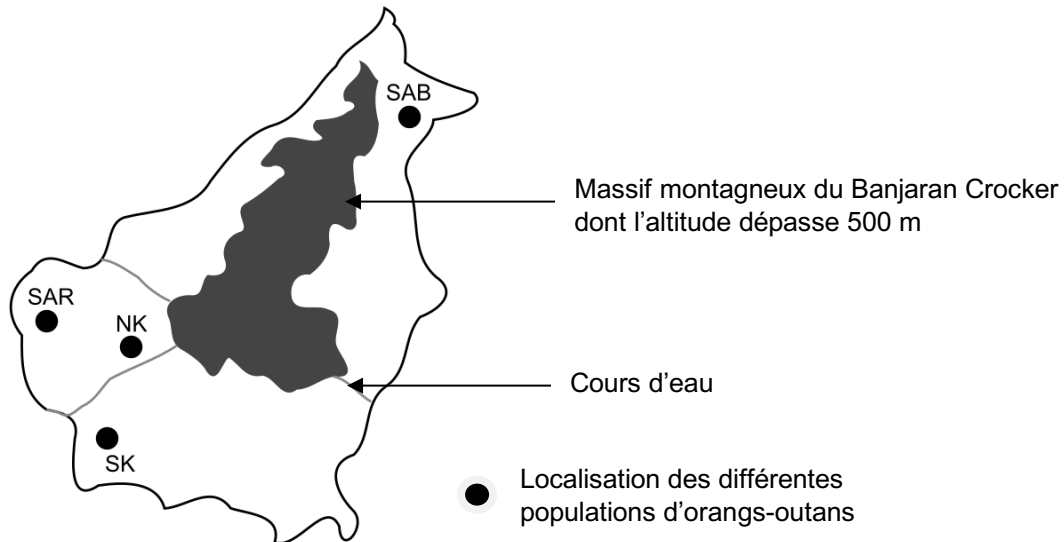 SAB
Massif montagneux du Banjaran Crocker
dont l’altitude dépasse 500 m
SAR
NK
Cours d’eau
SK
Localisation des différentes
populations d’orangs-outans